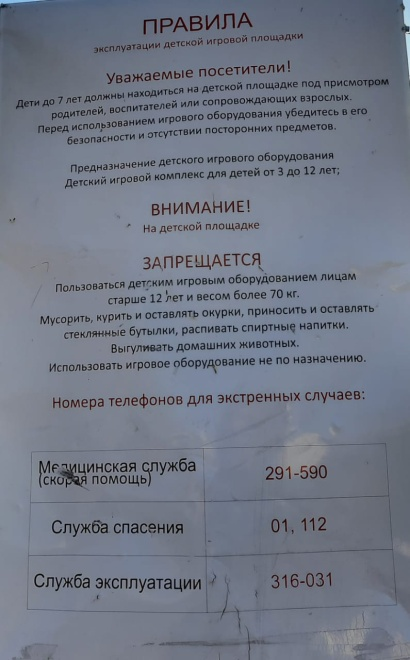 ПРАВИЛА
эксплуатации детской игровой площадки
Уважаемые посетители!
Дети до 7 лет должны находиться на детской площадке под присмотром
родителей, воспитателей или сопровождающих взрослых.
Перед использованием игрового оборудования убедитесь в его
безопасности и отсутствии посторонних предметов.
Предназначение детского игрового оборудования
Детский игровой комплекс для детей от 3 до 12 лет;
ВНИМАНИЕ!
На детской площадке
ЗАПРЕЩАЕТСЯ
Пользоваться детским игровым оборудованием лицам
старше 12 лет и весом более 70 кг.
Мусорить, курить и оставлять окурки, приносить и оставлять
стеклянные бутылки, распивать спиртные напитки.
Выгуливать домашних животных.
Использовать игровое оборудование не по назначению.
Номера телефонов для экстренных случаев:
Медицинская служба 291-590
(скорая помощь)
Служба спасения 01, 112
Служба эксплуатации 316-031